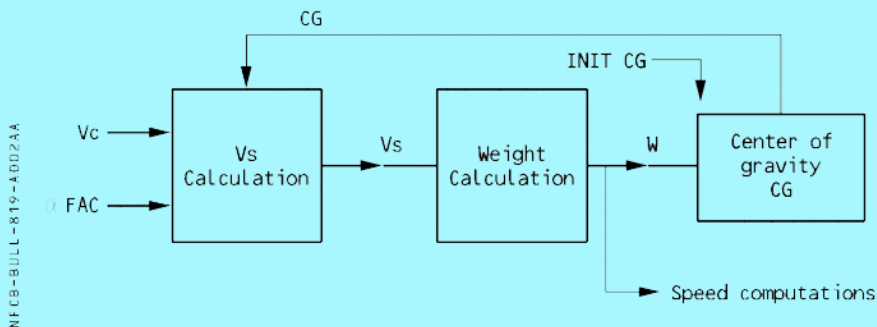 CG
INIT CG
Vc
Vs
Calculation
Vs
Weight
Calculation
W
Center of
gravity
CG
α FAC
Speed computations
NFCB-BULL-819-ADD2AA